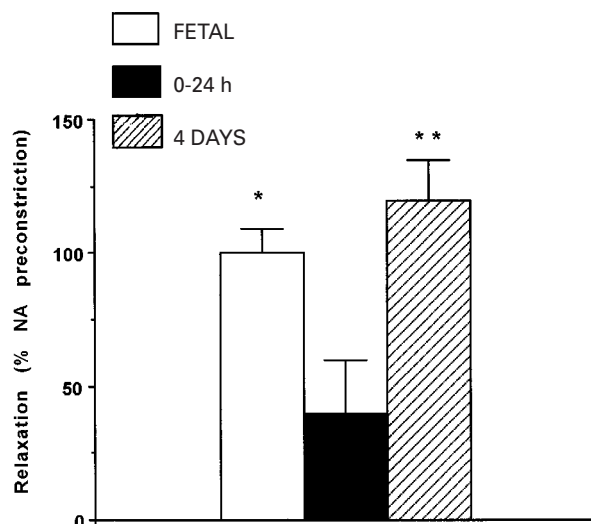 FETAL
0-24 h
4 DAYS
Relaxation (% NA preconstriction)
150
100
50
0
*
**